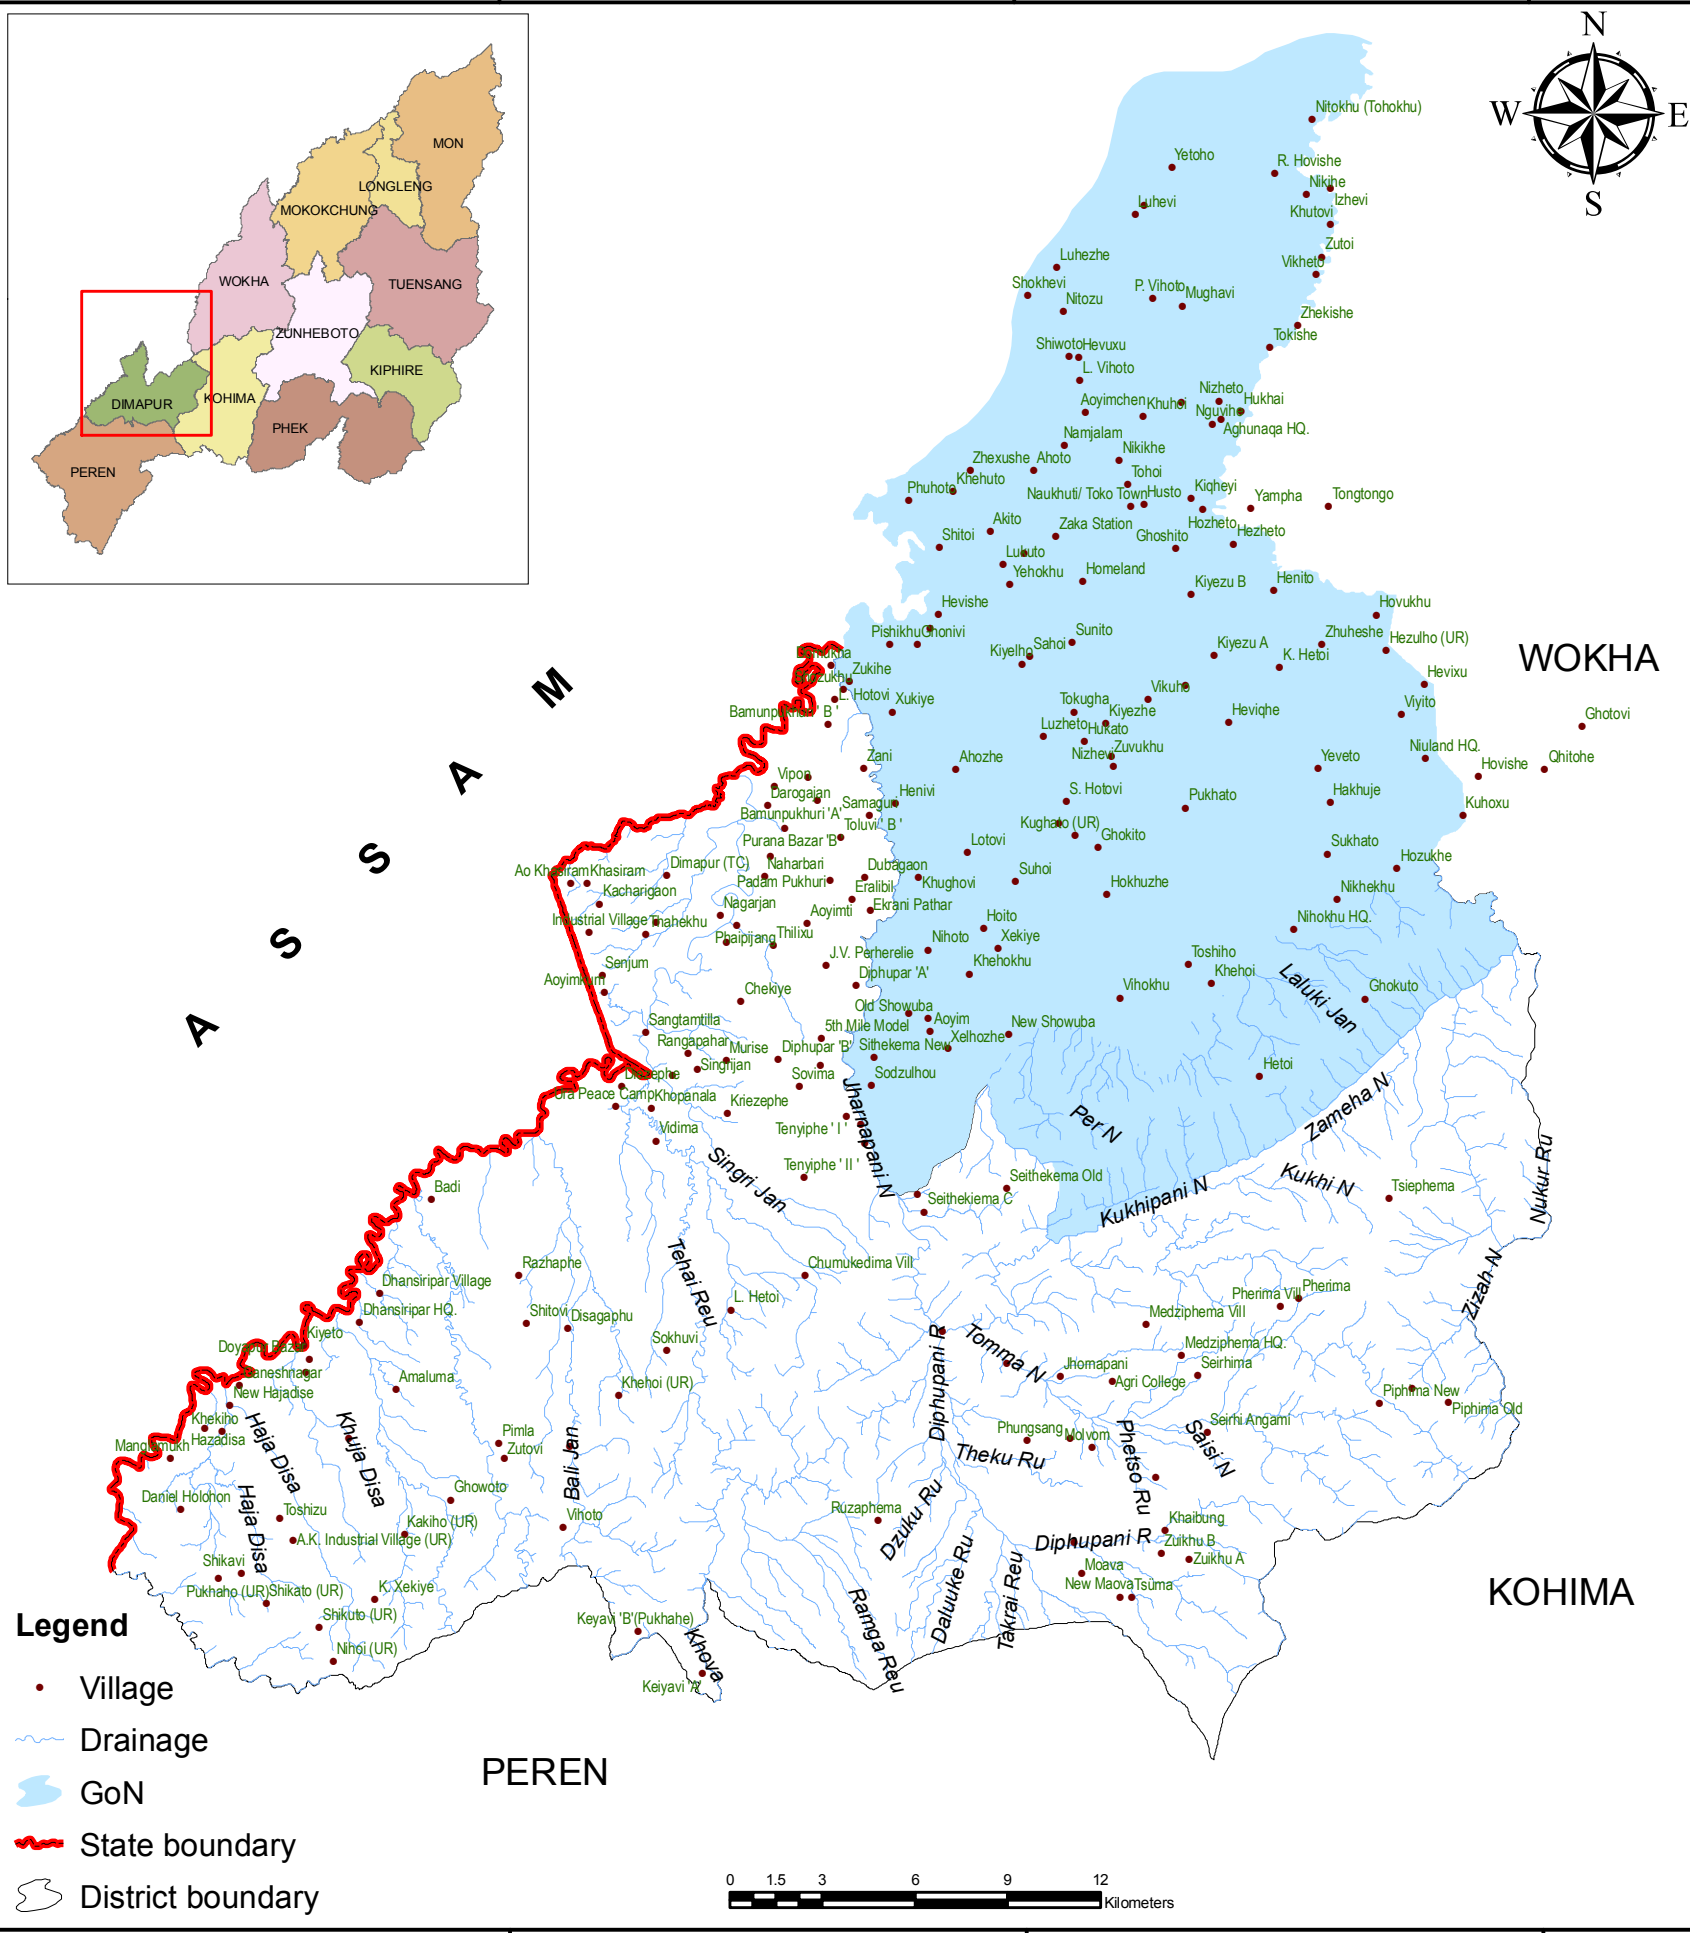 N
W
E
S
MON
LONGLENG
MOKOKCHUNG
WOKHA
TUENSANG
ZUNHEBOTO
KIPHIRE
DIMAPUR
KOHIMA
PHEK
PEREN
Nitokhu (Tohokhu)
Yetoho
R. Hovishe
Nikihe
Izhevi
Luhevi
Khutovi
Zutoi
Luhezhe
Vikheto
Shokhevi
P. Vihoto
Mughavi
Nitozu
Zhekishe
Tokishe
Shiwoto
Hevuxu
L. Vihoto
Nizheto
Hukhai
Aoyimchen
Khuhoi
Nguvihe
Aghunaqa HQ.
Namjalam
Nikikhe
Zhexushe
Ahoto
Tohoi
Khehuto
Phuhoto
Naukhuti/ Toko Town
Husto
Kiqheyi
Yampha
Tongtongo
Akito
Zaka Station
Hozheto
Shitoi
Ghoshito
Hezheto
Lukuto
Yehokhu
Homeland
Kiyezu B
Henito
Hevishe
Hovukhu
Pishikhu
Ghonivi
Sunito
Zhuheshe
Hezulho (UR)
Kiyelho
Sahoi
Kiyezu A
K. Hetoi
WOKHA
Zukihe
Hevixu
L. Hotovi
Xukiye
Vikuho
Tokugha
Viyito
Bamunpukhuri ' B '
Kiyezhe
Heviqhe
Ghotovi
Luzheto
Hukato
Nizhevi
Zuvukhu
Niuland HQ.
Zani
Ahozhe
Yeveto
Hovishe
Qhitohe
Vipon
Darogajan
Henivi
S. Hotovi
Hakhuje
Samaguri
Pukhato
Kuhoxu
Bamunpukhuri 'A'
Toluvi ' B '
Kughato (UR)
Ghokito
Purana Bazar 'B'
Lotovi
Sukhato
Hozukhe
Dimapur (TC)
Naharbari
Dubagaon
Ao Khasiram
Khasiram
Padam Pukhuri
Khughovi
Suhoi
Hokhuzhe
Kacharigaon
Eralibil
Nikhekhu
Nagarjan
Aoyimti
Ekrani Pathar
Industrial Village
Thahekhu
Hoito
Nihokhu HQ.
Phaipijang
Thilixu
Nihoto
Xekiye
J.V. Perherelie
Toshiho
Senjum
Diphupar 'A'
Khehokhu
Khehoi
Aoyimkum
Vihokhu
Laluki Jan
Ghokuto
Chekiye
Old Showuba
Sangtamtilla
5th Mile Model
Aoyim
New Showuba
Rangapahar
Murise
Diphupar 'B'
Sithekema New
Xelhozhe
Singrijan
Sovima
Sodzulhou
Hetoi
Khopanala
Kriezephe
Vidima
Tenyiphe ' I '
Jharnapani N
Per N
Zameha N
Tenyiphe ' II '
Singri Jan
Seithekema Old
Seithekiema C
Kukhipani N
Kukhi N
Tsiephema
Nukur Ru
Badi
Razhaphe
Tehai Reu
Chumukedima Vill
Dhansiripar Village
Dhansiripar HQ.
Shitovi
Disagaphu
L. Hetoi
Pherima Vill
Pherima
Zizah N
Medziphema Vill
Kiyeto
Doyapur Bazar
Sokhuvi
Diphupani R
Tomma N
Medziphema HQ.
Jhornapani
Seirhima
Ganeshnagar
New Hajadise
Amaluma
Khehoi (UR)
Agri College
Piphima New
Piphima Old
Khekiho
Hazadisa
Haja Disa
Khuja Disa
Pimla
Zutovi
Bali Jan
Phungsang
Molvom
Theku Ru
Phetso Ru
Seirhi Angami
Saisi N
Manglumukh
Daniel Holohon
Haja Disa
Toshizu
Ghowoto
Kakiho (UR)
A.K. Industrial Village (UR)
Vihoto
Ruzaphema
Dzuku Ru
Daluuke Ru
Takrai Reu
Diphupani R
Khaibung
Zuikhu B
Zuikhu A
Shikavi
Pukhaho (UR)
Shikato (UR)
K. Xekiye
Moava
New Maova
Tsuma
Shikuto (UR)
Nihoi (UR)
Keyavi 'B'(Pukhahe)
Khova
Keiyavi 'A'
Ramga Reu
KOHIMA
PEREN
A S S A M
Legend
Village
Drainage
GoN
State boundary
District boundary
0 1.5 3 6 9 12
Kilometers